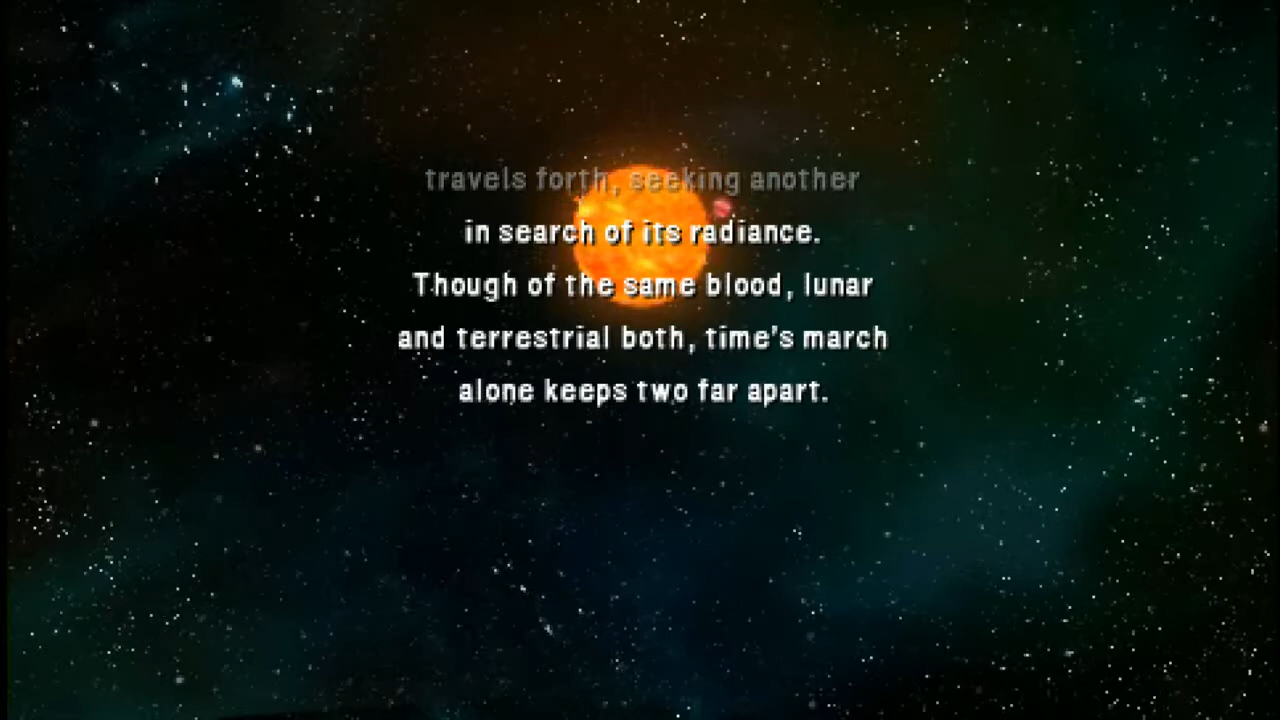 travels forth, seeking another
in search of its radiance.
Though of the same blood, lunar
and terrestrial both, time's march
alone keeps two far apart.